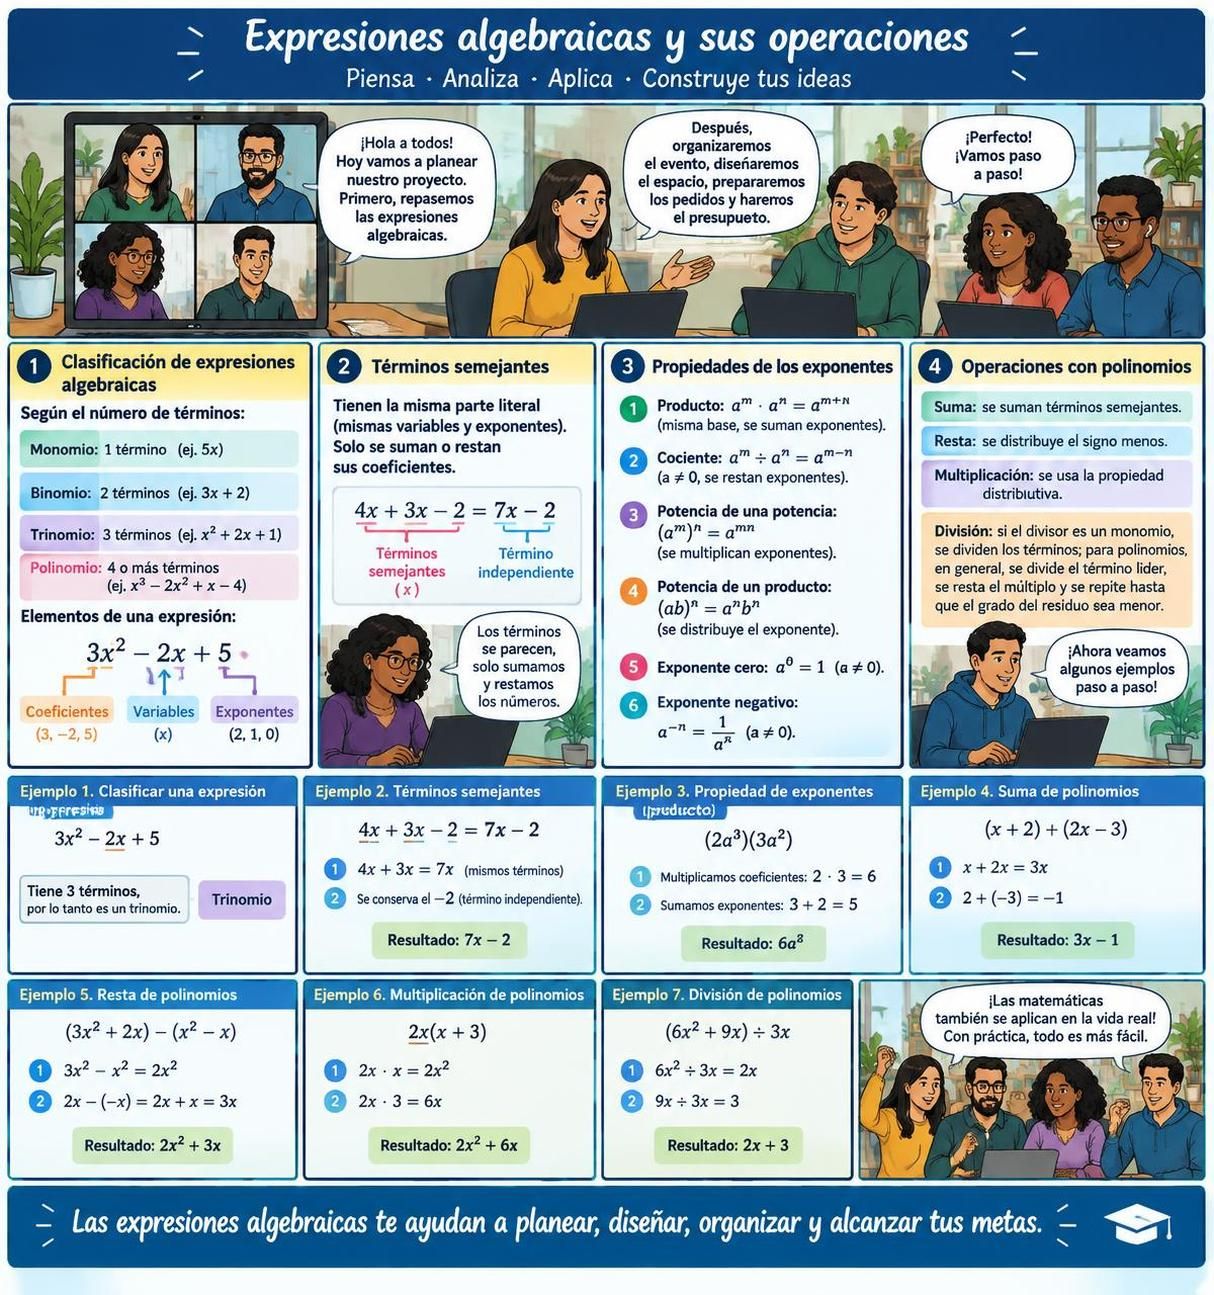 Expresiones algebraicas y sus operaciones
Piensa · Analiza · Aplica · Construye tus ideas
¡Hola a todos!
Hoy vamos a planear
nuestro proyecto.
Primero, repasemos
las expresiones
algebraicas.
Después,
organizaremos
el evento, diseñaremos
el espacio, prepararemos
los pedidos y haremos
el presupueto.
¡Perfecto!
¡Vamos paso
a paso!
1 Clasificación de expresiones
algebraicas
Según el número de términos:
Monomio: 1 término (ej. 5x)
Binomio: 2 términos (ej. 3x + 2)
Trinomio: 3 términos (ej. x² + 2x + 1)
Polinomio: 4 o más términos
(ej. x³ − 2x² + x − 4)
Elementos de una expresión:
3x² − 2x + 5
Coeficientes Variables Exponentes
(3, −2, 5) (x) (2, 1, 0)
2 Términos semejantes
Tienen la misma parte literal
(mismas variables y exponentes).
Solo se suman o restan
sus coeficientes.
4x + 3x − 2 = 7x − 2
Términos
semejantes
(x)
Término
independiente
Los términos
se parecen,
solo sumamos
y restamos
los números.
3 Propiedades de los exponentes
1 Producto: aᵐ · aⁿ = aᵐ⁺ᴺ
(misma base, se suman exponentes).
2 Cociente: aᵐ ÷ aⁿ = aᵐ⁻ⁿ
(a ≠ 0, se restan exponentes).
3 Potencia de una potencia:
(aᵐ)ⁿ = aᵐⁿ
(se multiplican exponentes).
4 Potencia de un producto:
(ab)ⁿ = aⁿbⁿ
(se distribuye el exponente).
5 Exponente cero: a⁰ = 1 (a ≠ 0).
6 Exponente negativo:
a⁻ⁿ = 1/aⁿ (a ≠ 0).
4 Operaciones con polinomios
Suma: se suman términos semejantes.
Resta: se distribuye el signo menos.
Multiplicación: se usa la propiedad
distribiutiva.
División: si el divisor es un monomio,
se dividen los términos; para polinomios,
en general, se divide el término lider,
se resta el múltiplo y se repite hasta
que el grado del residuo sea menor.
¡Ahora veamos
algunos ejemplos
paso a paso!
Ejemplo 1. Clasificar una expresión
3x² − 2x + 5
Tiene 3 términos,
por lo tanto es un trinomio.
Trinomio
Ejemplo 2. Términos semejantes
4x + 3x − 2 = 7x − 2
1 4x + 3x = 7x (mismos términos)
2 Se conserva el −2 (término independiente).
Resultado: 7x − 2
Ejemplo 3. Propiedad de exponentes
(producto)
(2a³)(3a²)
1 Multiplicamos coeficientes: 2 · 3 = 6
2 Sumamos exponentes: 3 + 2 = 5
Resultado: 6a⁸
Ejemplo 4. Suma de polinomios
(x + 2) + (2x − 3)
1 x + 2x = 3x
2 2 + (−3) = −1
Resultado: 3x − 1
Ejemplo 5. Resta de polinomios
(3x² + 2x) − (x² − x)
1 3x² − x² = 2x²
2 2x − (−x) = 2x + x = 3x
Resultado: 2x² + 3x
Ejemplo 6. Multiplicación de polinomios
2x(x + 3)
1 2x · x = 2x²
2 2x · 3 = 6x
Resultado: 2x² + 6x
Ejemplo 7. División de polinomios
(6x² + 9x) ÷ 3x
1 6x² ÷ 3x = 2x
2 9x ÷ 3x = 3
Resultado: 2x + 3
¡Las matemáticas
también se aplican en la vida real!
Con práctica, todo es más fácil.
Las expresiones algebraicas te ayudan a planear, diseñar, organizar y alcanzar tus metas.